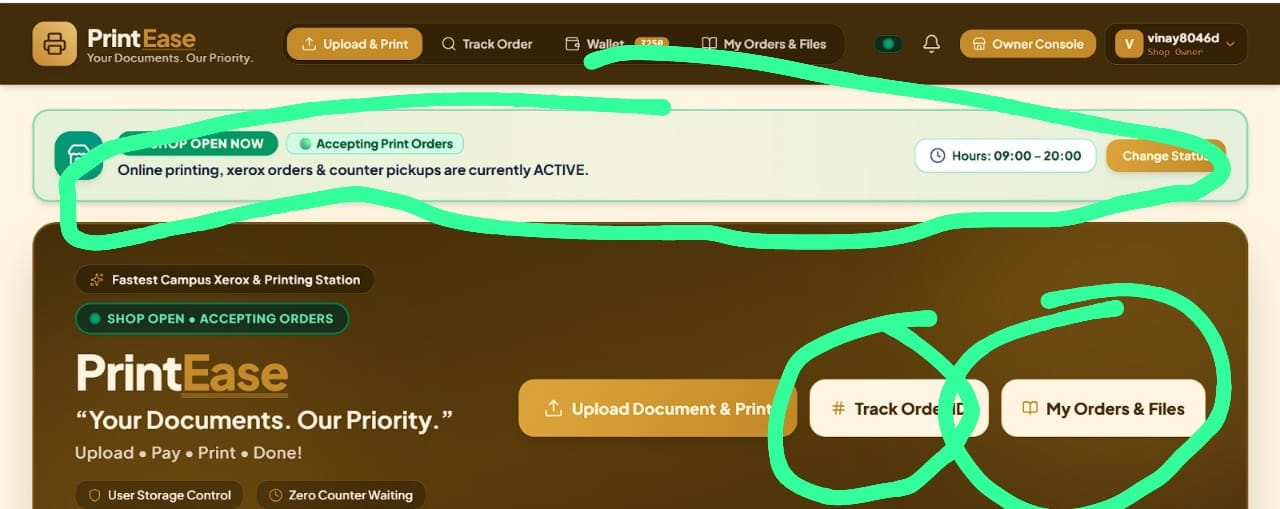 PrintEase
Your Documents. Our Priority.
Upload & Print
Track Order
Wallet ₹250
My Orders & Files
Owner Console
V
vinay8046d
Shop Owner
SHOP OPEN NOW
Accepting Print Orders
Online printing, xerox orders & counter pickups are currently ACTIVE.
Hours: 09:00 – 20:00
Change Status
Fastest Campus Xerox & Printing Station
SHOP OPEN • ACCEPTING ORDERS
PrintEase
“Your Documents. Our Priority.”
Upload • Pay • Print • Done!
Upload Document & Print
# Track Order ID
My Orders & Files
User Storage Control
Zero Counter Waiting